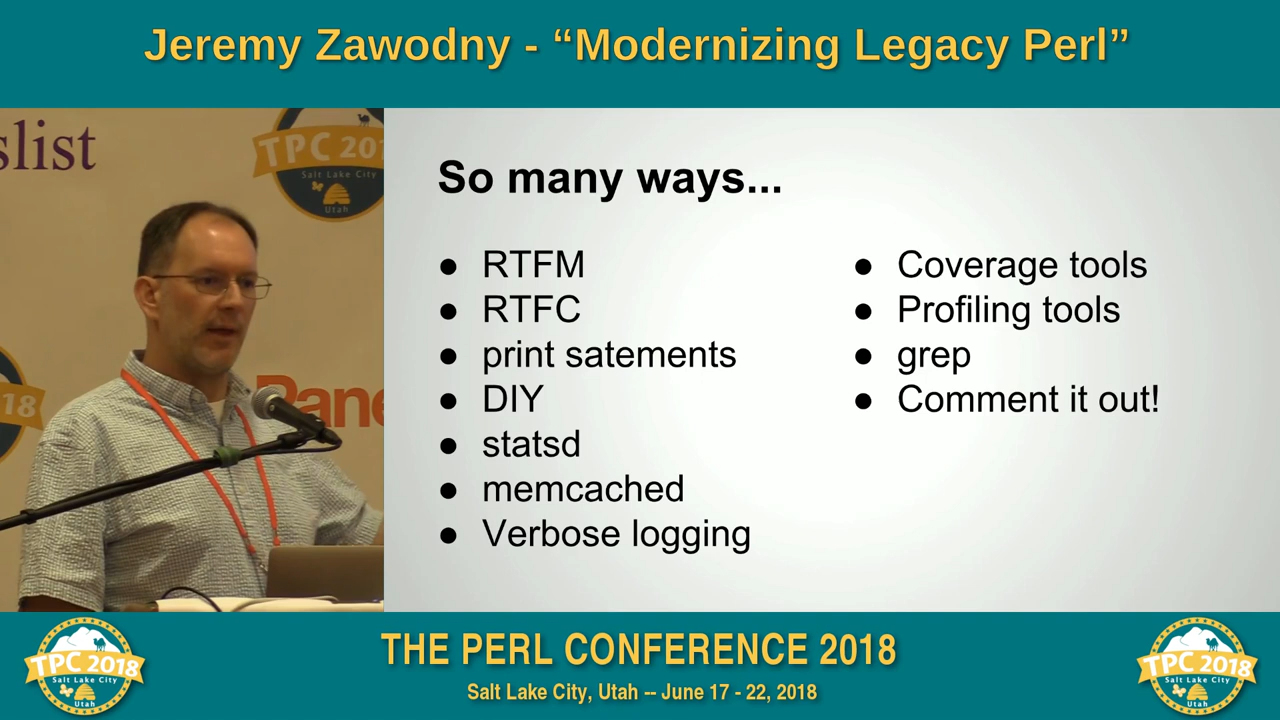 Jeremy Zawodny - “Modernizing Legacy Perl”
slist
TPC 201
Salt Lake City
Utah
18
Pane
So many ways...
● RTFM
● RTFC
● print satements
● DIY
● statsd
● memcached
● Verbose logging
● Coverage tools
● Profiling tools
● grep
● Comment it out!
TPC 2018
Salt Lake City
Utah
THE PERL CONFERENCE 2018
Salt Lake City, Utah -- June 17 - 22, 2018
TPC 2018
Salt Lake City
Utah